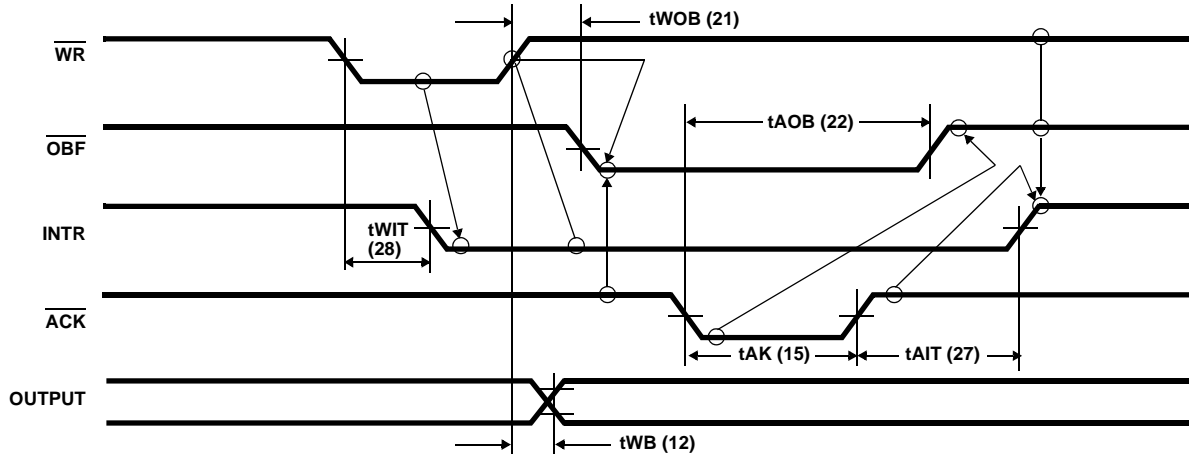 tWOB (21)
WR
tAOB (22)
OBF
INTR
tWIT
(28)
ACK
tAK (15)
tAIT (27)
OUTPUT
tWB (12)